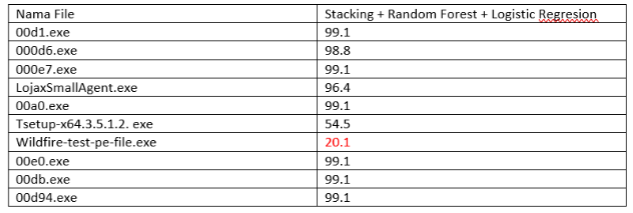 Nama File Stacking + Random Forest + Logistic Regresion
00d1.exe 99.1
000d6.exe 98.8
000e7.exe 99.1
LojaxSmallAgent.exe 96.4
00a0.exe 99.1
Tsetup-x64.3.5.1.2. exe 54.5
Wildfire-test-pe-file.exe 20.1
00e0.exe 99.1
00db.exe 99.1
00d94.exe 99.1